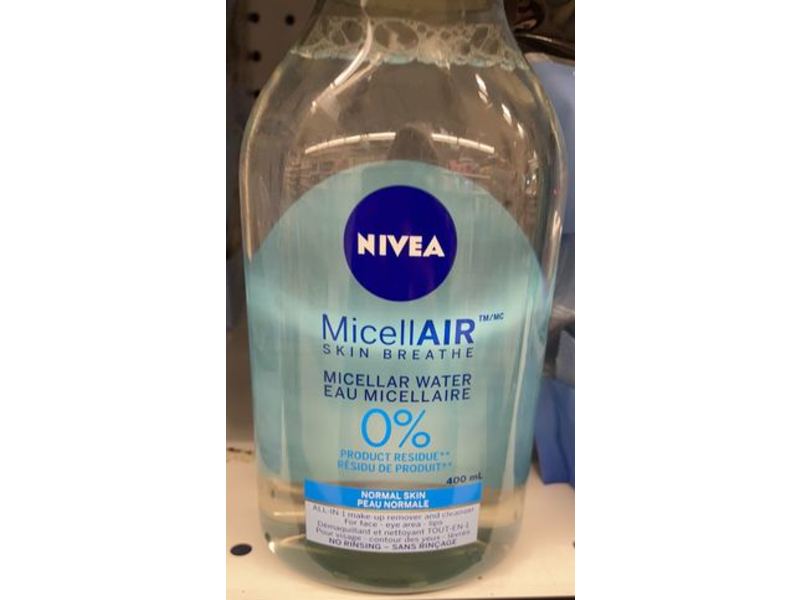 NIVEA
MicellAIR™/MC
SKIN BREATHE
MICELLAR WATER
EAU MICELLAIRE
0%
PRODUCT RESIDUE**
RÉSIDU DE PRODUIT**
400 mL
NORMAL SKIN
PEAU NORMALE
ALL-IN-1 make-up remover and cleanser
For face - eye area - lips
Démaquillant et nettoyant TOUT-EN-1
Pour visage - contour des yeux - lèvres
NO RINSING – SANS RINÇAGE